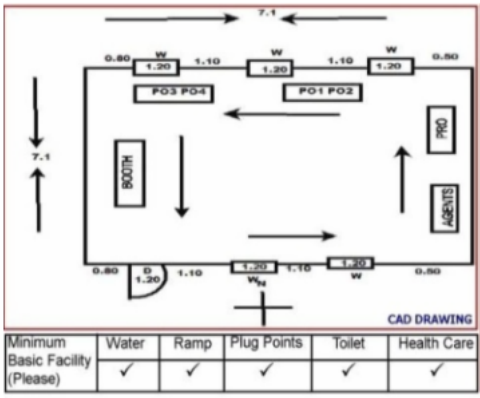 7.1
0.80 W 1.10 W 1.10 W 0.50
1.20 1.20 1.20
PO3 PO4 PO1 PO2
PRO
7.1
BOOTH
AGENTS
0.80 D 1.10 1.20 1.10 1.20 0.50
1.20 W W
N
CAD DRAWING
Minimum Basic Facility (Please) Water Ramp Plug Points Toilet Health Care
✓ ✓ ✓ ✓ ✓